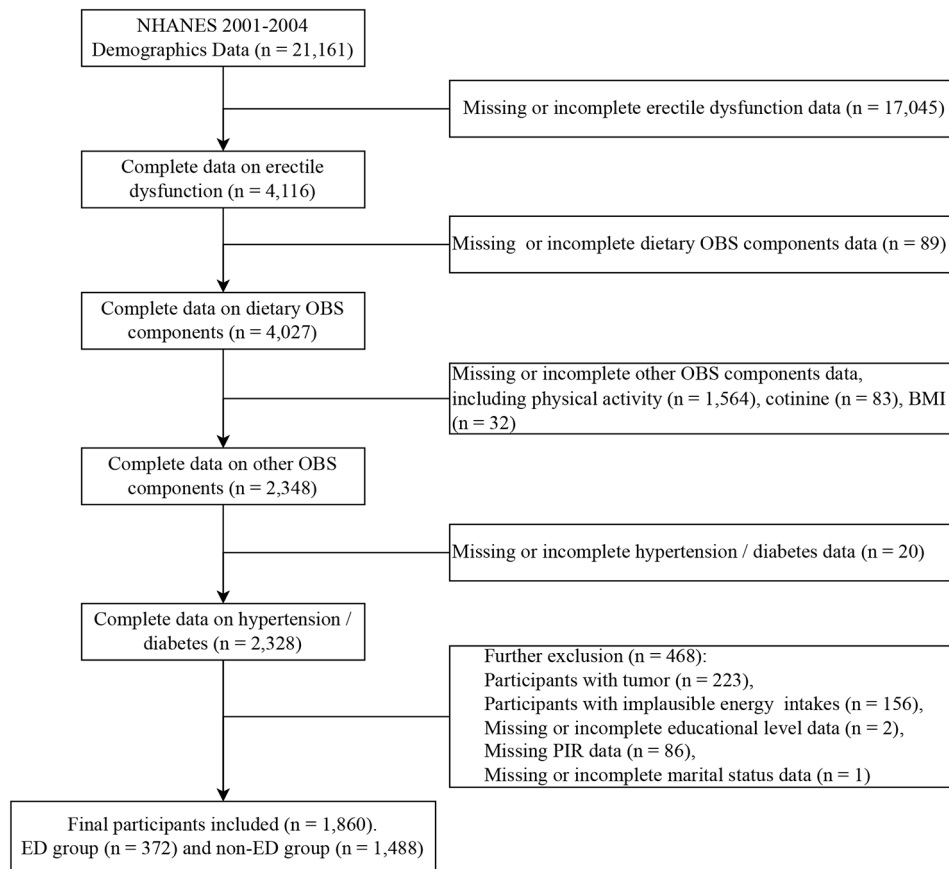 NHANES 2001-2004
Demographics Data (n = 21,161)
Missing or incomplete erectile dysfunction data (n = 17,045)
Complete data on erectile
dysfunction (n = 4,116)
Missing  or incomplete dietary OBS components data (n = 89)
Complete data on dietary OBS
components (n = 4,027)
Missing or incomplete other OBS components data,
including physical activity (n = 1,564), cotinine (n = 83), BMI
(n = 32)
Complete data on other OBS
components (n = 2,348)
Missing or incomplete hypertension / diabetes data (n = 20)
Complete data on hypertension /
diabetes (n = 2,328)
Further exclusion (n = 468):
Participants with tumor (n = 223),
Participants with implausible energy  intakes (n = 156),
Missing or incomplete educational level data (n = 2),
Missing PIR data (n = 86),
Missing or incomplete marital status data (n = 1)
Final participants included (n = 1,860).
ED group (n = 372) and non-ED group (n = 1,488)